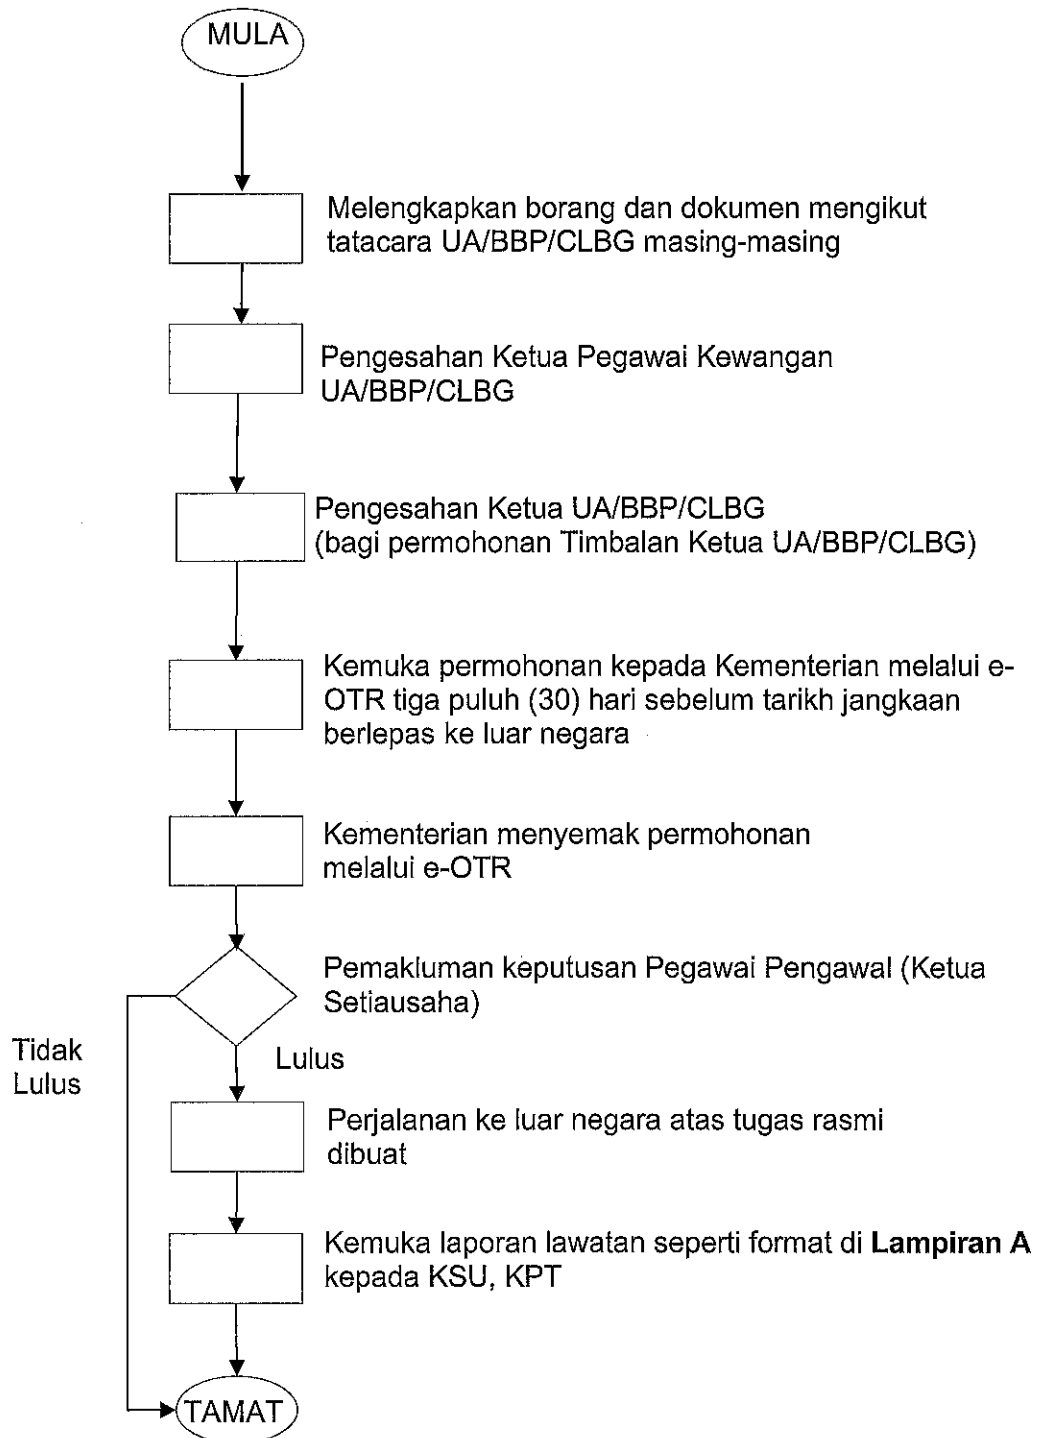 MULA
Melengkapkan borang dan dokumen mengikut
tatacara UA/BBP/CLBG masing-masing
Pengesahan Ketua Pegawai Kewangan
UA/BBP/CLBG
Pengesahan Ketua UA/BBP/CLBG
(bagi permohonan Timbalan Ketua UA/BBP/CLBG)
Kemuka permohonan kepada Kementerian melalui e-
OTR tiga puluh (30) hari sebelum tarikh jangkaan
berlepas ke luar negara
Kementerian menyemak permohonan
melalui e-OTR
Pemakluman keputusan Pegawai Pengawal (Ketua
Setiausaha)
Tidak
Lulus
Lulus
Perjalanan ke luar negara atas tugas rasmi
dibuat
Kemuka laporan lawatan seperti format di Lampiran A
kepada KSU, KPT
TAMAT